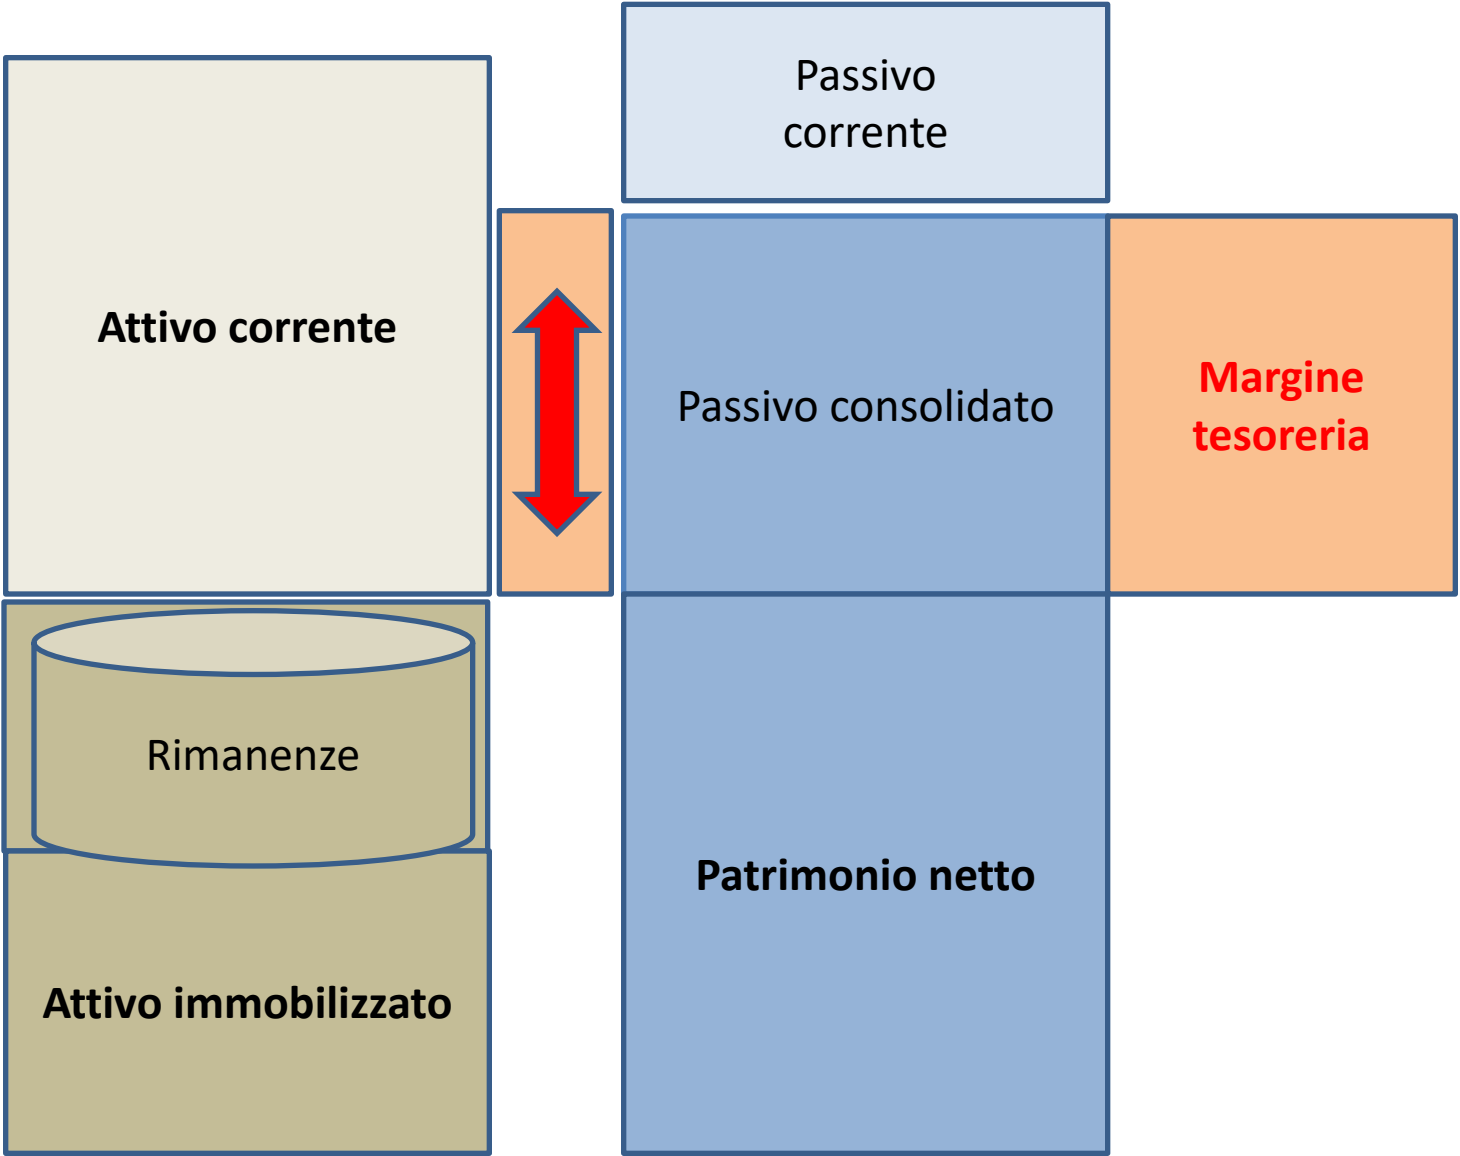 Passivo
corrente
Attivo corrente
Passivo consolidato
Margine
tesoreria
Rimanenze
Patrimonio netto
Attivo immobilizzato